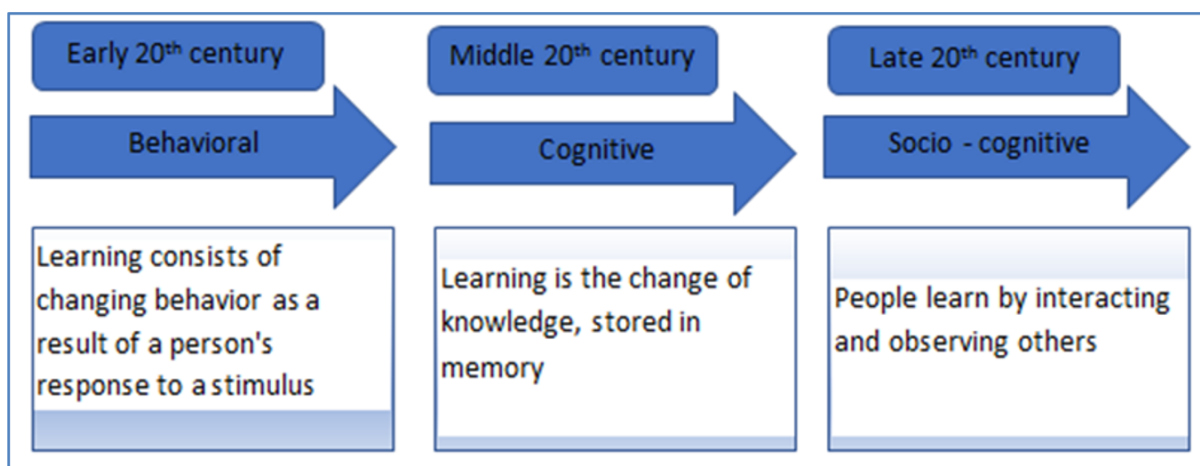 Early 20th century
Middle 20th century
Late 20th century
Behavioral
Cognitive
Socio - cognitive
Learning consists of
changing behavior as a
result of a person's
response to a stimulus
Learning is the change of
knowledge, stored in
memory
People learn by interacting
and observing others